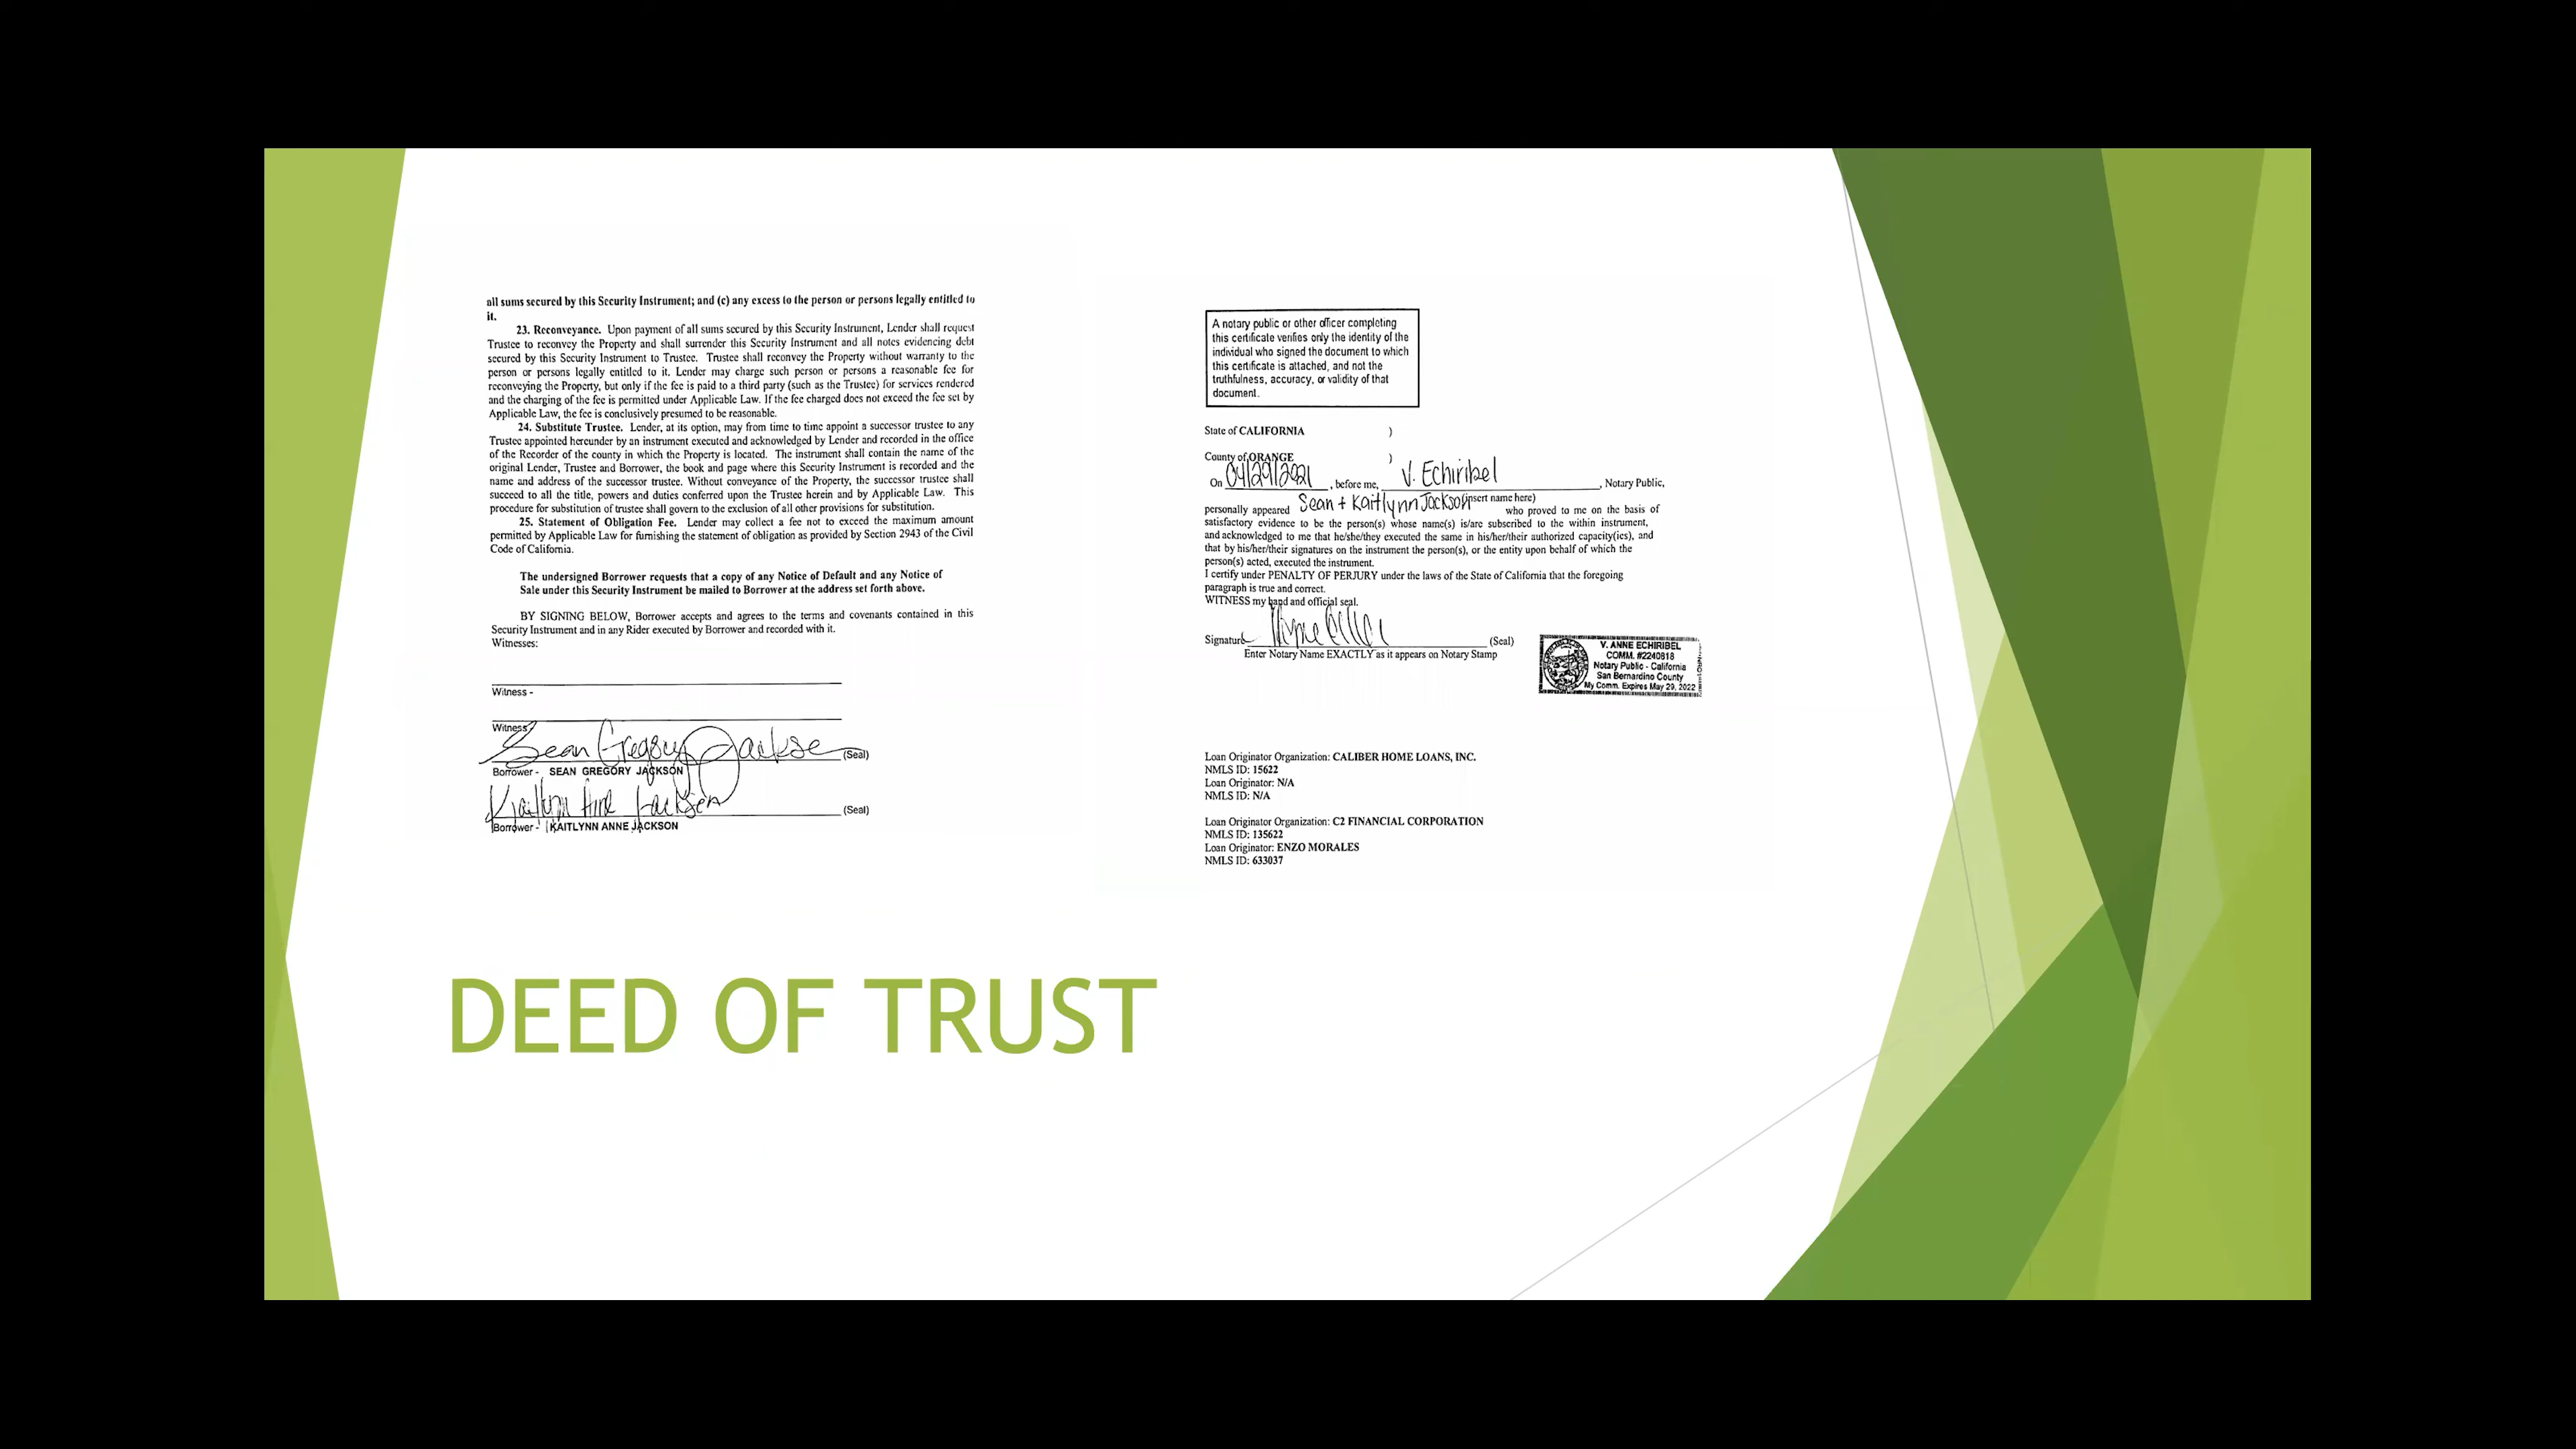 all sums secured by this Security Instrument; and (c) any excess to the person or persons legally entitled to
it.
23. Reconveyance. Upon payment of all sums secured by this Security Instrument, Lender shall request
Trustee to reconvey the Property and shall surrender this Security Instrument and all notes evidencing debt
secured by this Security Instrument to Trustee. Trustee shall reconvey the Property without warranty to the
person or persons legally entitled to it. Lender may charge such person or persons a reasonable fee for
reconveying the Property, but only if the fee is paid to a third party (such as the Trustee) for services rendered
and the charging of the fee is permitted under Applicable Law. If the fee charged does not exceed the fee set by
Applicable Law, the fee is conclusively presumed to be reasonable.
24. Substitute Trustee. Lender, at its option, may from time to time appoint a successor trustee to any
Trustee appointed hereunder by an instrument executed and acknowledged by Lender and recorded in the office
of the Recorder of the county in which the Property is located. The instrument shall contain the name of the
original Lender, Trustee and Borrower, the book and page where this Security Instrument is recorded and the
name and address of the successor trustee. Without conveyance of the Property, the successor trustee shall
succeed to all the title, powers and duties conferred upon the Trustee herein and by Applicable Law. This
procedure for substitution of trustee shall govern to the exclusion of all other provisions for substitution.
25. Statement of Obligation Fee. Lender may collect a fee not to exceed the maximum amount
permitted by Applicable Law for furnishing the statement of obligation as provided by Section 2943 of the Civil
Code of California.
The undersigned Borrower requests that a copy of any Notice of Default and any Notice of
Sale under this Security Instrument be mailed to Borrower at the address set forth above.
BY SIGNING BELOW, Borrower accepts and agrees to the terms and covenants contained in this
Security Instrument and in any Rider executed by Borrower and recorded with it.
Witnesses:
Witness -
Witness
Sean Gregory Jackson (Seal)
Borrower - SEAN GREGORY JACKSON
Kaitlynn Anne Jackson (Seal)
Borrower - KAITLYNN ANNE JACKSON
A notary public or other officer completing
this certificate verifies only the identity of the
individual who signed the document to which
this certificate is attached, and not the
truthfulness, accuracy, or validity of that
document.
State of CALIFORNIA )
County of ORANGE )
On 04/29/2021, before me, V. Echiribel, Notary Public,
(insert name here)
personally appeared Sean + Kaitlynn Jackson who proved to me on the basis of
satisfactory evidence to be the person(s) whose name(s) is/are subscribed to the within instrument,
and acknowledged to me that he/she/they executed the same in his/her/their authorized capacity(ies), and
that by his/her/their signatures on the instrument the person(s), or the entity upon behalf of which the
person(s) acted, executed the instrument.
I certify under PENALTY OF PERJURY under the laws of the State of California that the foregoing
paragraph is true and correct.
WITNESS my hand and official seal.
Signature (Seal)
Enter Notary Name EXACTLY as it appears on Notary Stamp
V. ANNE ECHIRIBEL
COMM. #2240818
Notary Public - California
San Bernardino County
My Comm. Expires May 29, 2022
Loan Originator Organization: CALIBER HOME LOANS, INC.
NMLS ID: 15622
Loan Originator: N/A
NMLS ID: N/A
Loan Originator Organization: C2 FINANCIAL CORPORATION
NMLS ID: 135622
Loan Originator: ENZO MORALES
NMLS ID: 633037
DEED OF TRUST